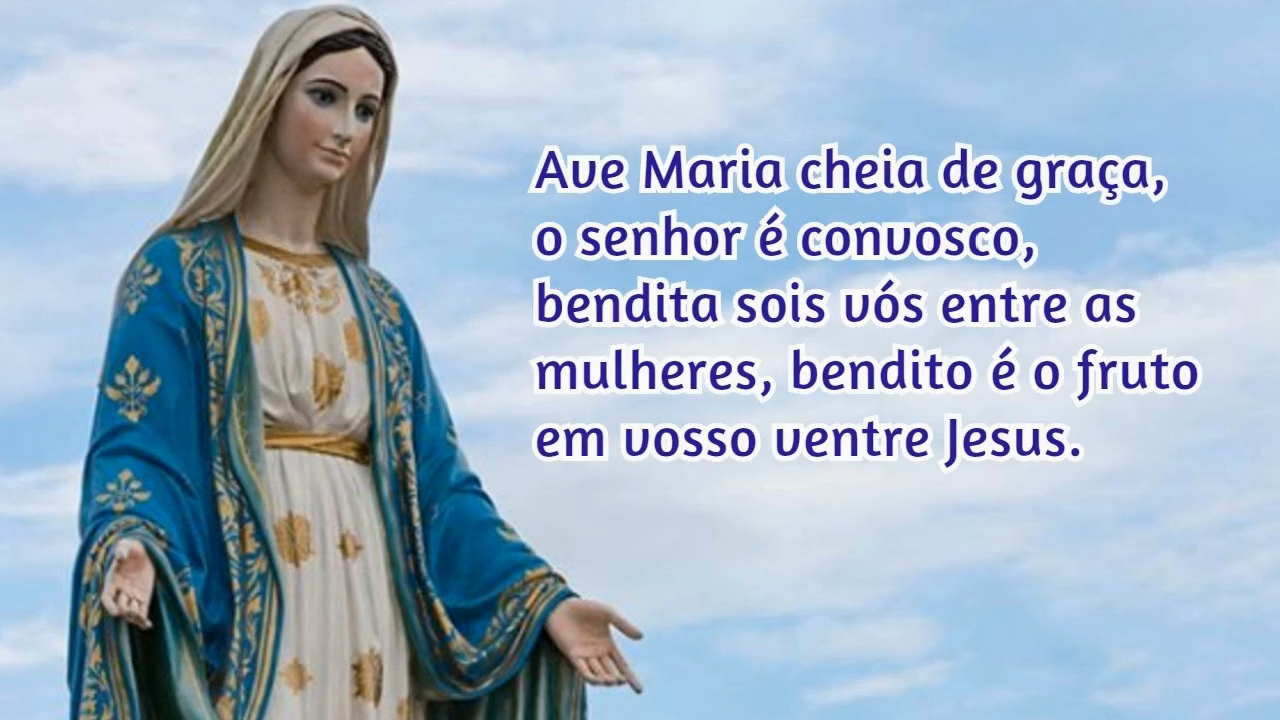 Ave Maria cheia de graça,
o senhor é convosco,
bendita sois vós entre as
mulheres, bendito é o fruto
em vosso ventre Jesus.